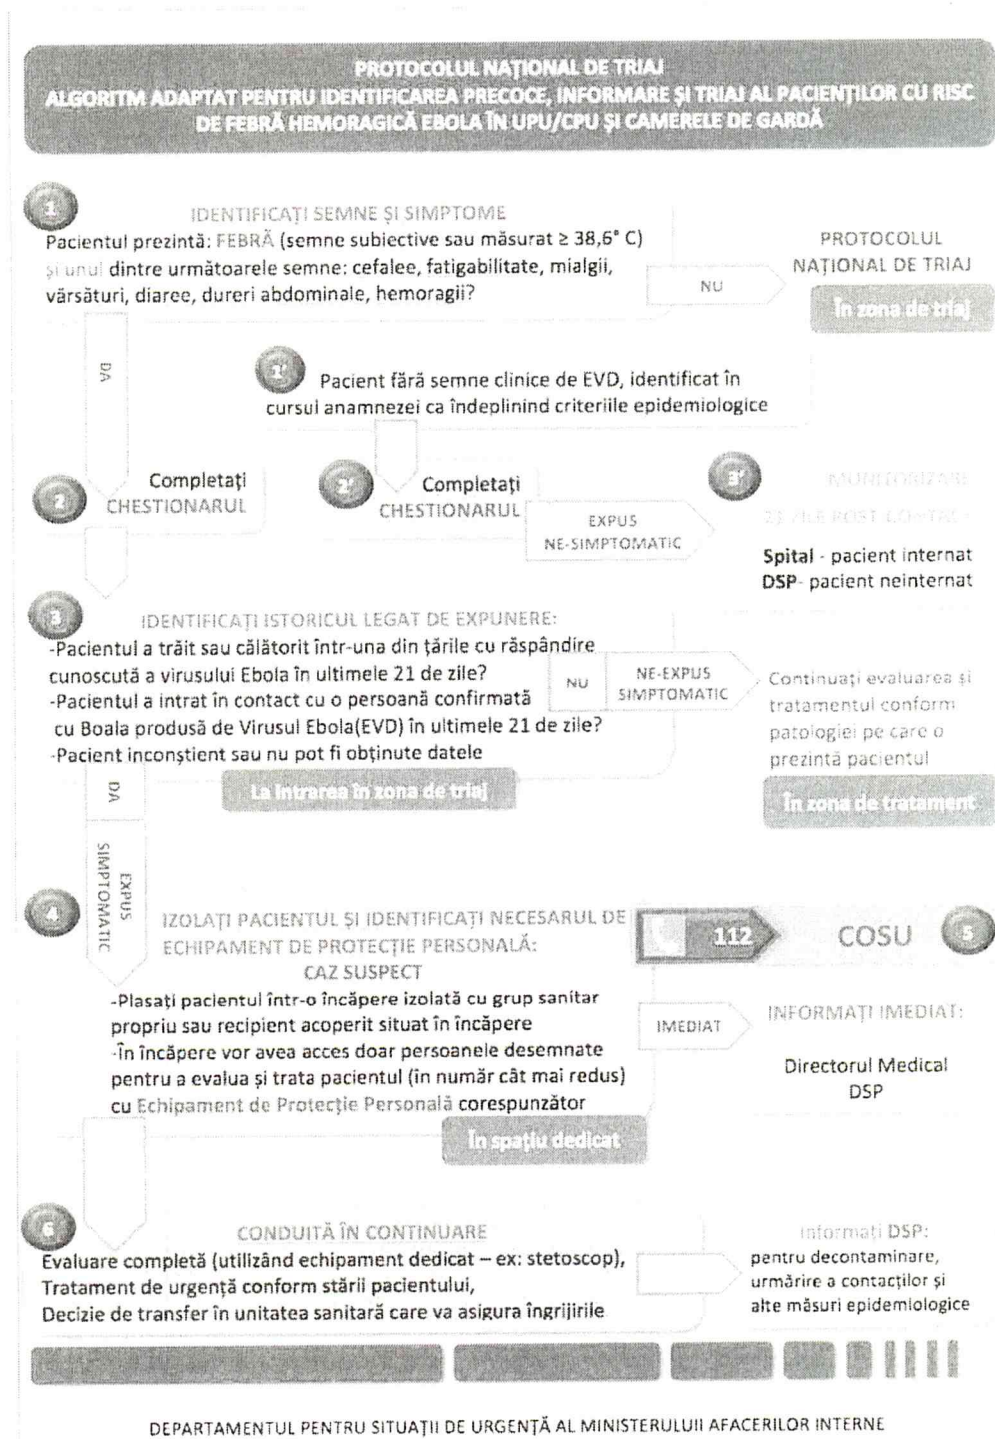 PROTOCOLUL NAȚIONAL DE TRIAJ
ALGORITM ADAPTAT PENTRU IDENTIFICAREA PRECOCE, INFORMARE ȘI TRIAJ AL PACIENȚILOR CU RISC
DE FEBRĂ HEMORAGICĂ EBOLA ÎN UPU/CPU ȘI CAMERELE DE GARDĂ
1
IDENTIFICAȚI SEMNE ȘI SIMPTOME
Pacientul prezintă: FEBRĂ (semne subiective sau măsurat ≥ 38,6° C)
și unul dintre următoarele semne: cefalee, fatigabilitate, mialgii,
vărsături, diaree, dureri abdominale, hemoragii?
NU
PROTOCOLUL
NAȚIONAL DE TRIAJ
În zona de triaj
DA
1'
Pacient fără semne clinice de EVD, identificat în
cursul anamnezei ca îndeplinind criteriile epidemiologice
2
Completați
CHESTIONARUL
2'
Completați
CHESTIONARUL
EXPUS
NE-SIMPTOMATIC
3'
MONITORIZARE
21 ZILE POST-CONTACT
Spital - pacient internat
DSP- pacient neinternat
3
IDENTIFICAȚI ISTORICUL LEGAT DE EXPUNERE:
-Pacientul a trăit sau călătorit într-una din țările cu răspândire
cunoscută a virusului Ebola în ultimele 21 de zile?
-Pacientul a intrat în contact cu o persoană confirmată
cu Boala produsă de Virusul Ebola(EVD) în ultimele 21 de zile?
-Pacient inconștient sau nu pot fi obținute datele
La intrarea în zona de triaj
NU
NE-EXPUS
SIMPTOMATIC
Continuați evaluarea și
tratamentul conform
patologiei pe care o
prezintă pacientul
În zona de tratament
DA
EXPUS
SIMPTOMATIC
4
IZOLAȚI PACIENTUL ȘI IDENTIFICAȚI NECESARUL DE
ECHIPAMENT DE PROTECȚIE PERSONALĂ:
CAZ SUSPECT
-Plasați pacientul într-o încăpere izolată cu grup sanitar
propriu sau recipient acoperit situat în încăpere
-În încăpere vor avea acces doar persoanele desemnate
pentru a evalua și trata pacientul (în număr cât mai redus)
cu Echipament de Protecție Personală corespunzător
În spațiu dedicat
112
COSU
5
IMEDIAT
INFORMAȚI IMEDIAT:
Directorul Medical
DSP
6
CONDUITĂ ÎN CONTINUARE
Evaluare completă (utilizând echipament dedicat – ex: stetoscop),
Tratament de urgență conform stării pacientului,
Decizie de transfer în unitatea sanitară care va asigura îngrijirile
Informați DSP:
pentru decontaminare,
urmărire a contacților și
alte măsuri epidemiologice
DEPARTAMENTUL PENTRU SITUAȚII DE URGENȚĂ AL MINISTERULUII AFACERILOR INTERNE